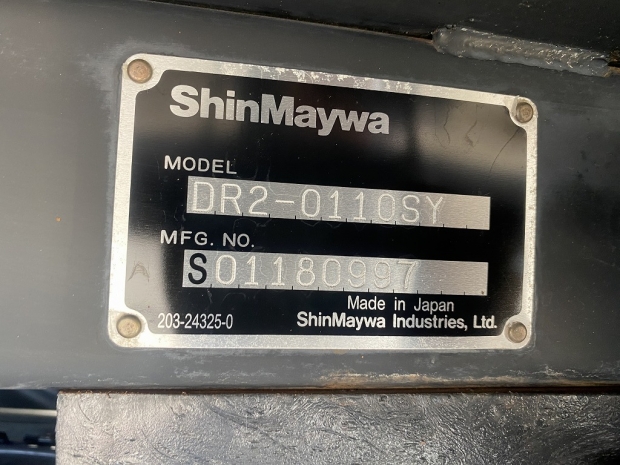 ShinMaywa
MODEL
DR2-0110SY
MFG. NO.
S01180997
Made in Japan
203-24325-0 ShinMaywa Industries, Ltd.